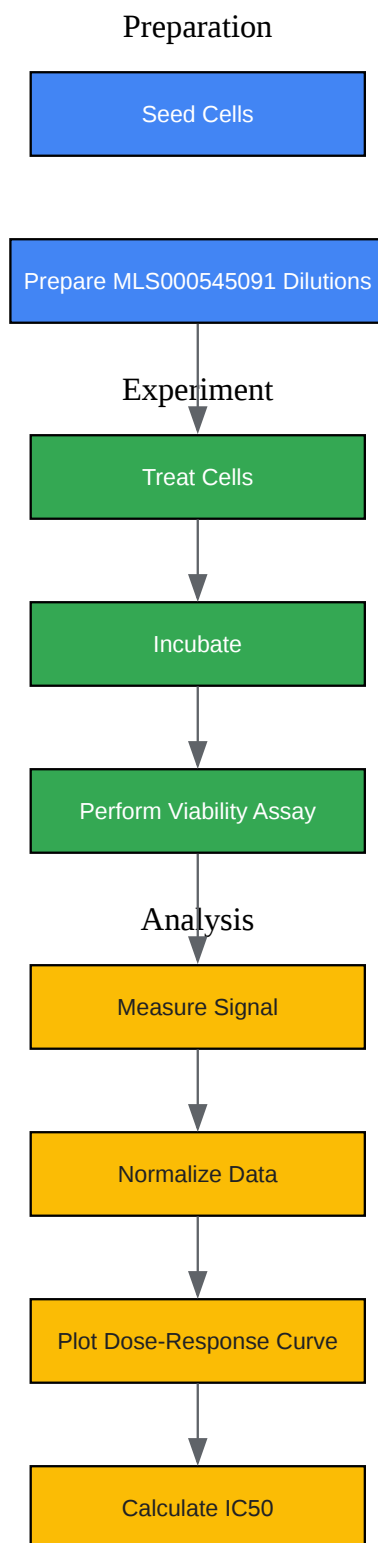 Preparation
Seed Cells
Prepare MLS000545091 Dilutions
Experiment
Treat Cells
Incubate
Perform Viability Assay
Analysis
Measure Signal
Normalize Data
Plot Dose-Response Curve
Calculate IC50